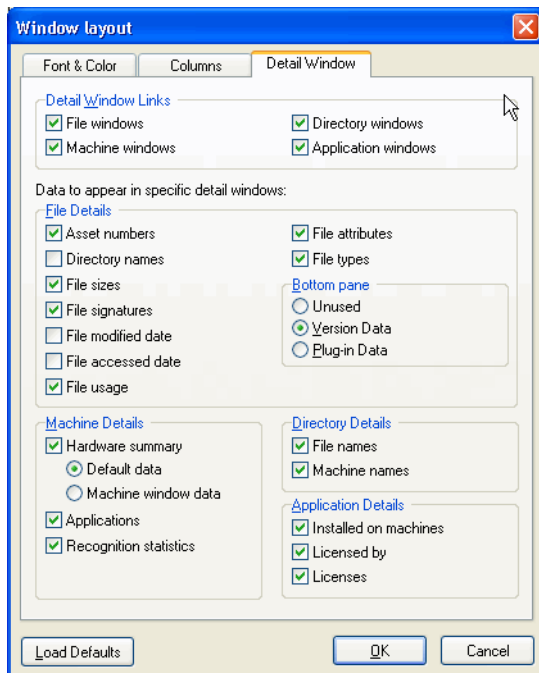 Window layout
Font & Color
Columns
Detail Window
Detail Window Links
File windows
Directory windows
Machine windows
Application windows
Data to appear in specific detail windows:
File Details
Asset numbers
Directory names
File sizes
File signatures
File modified date
File accessed date
File usage
File attributes
File types
Bottom pane
Unused
Version Data
Plug-in Data
Machine Details
Hardware summary
Default data
Machine window data
Applications
Recognition statistics
Directory Details
File names
Machine names
Application Details
Installed on machines
Licensed by
Licenses
Load Defaults
OK
Cancel